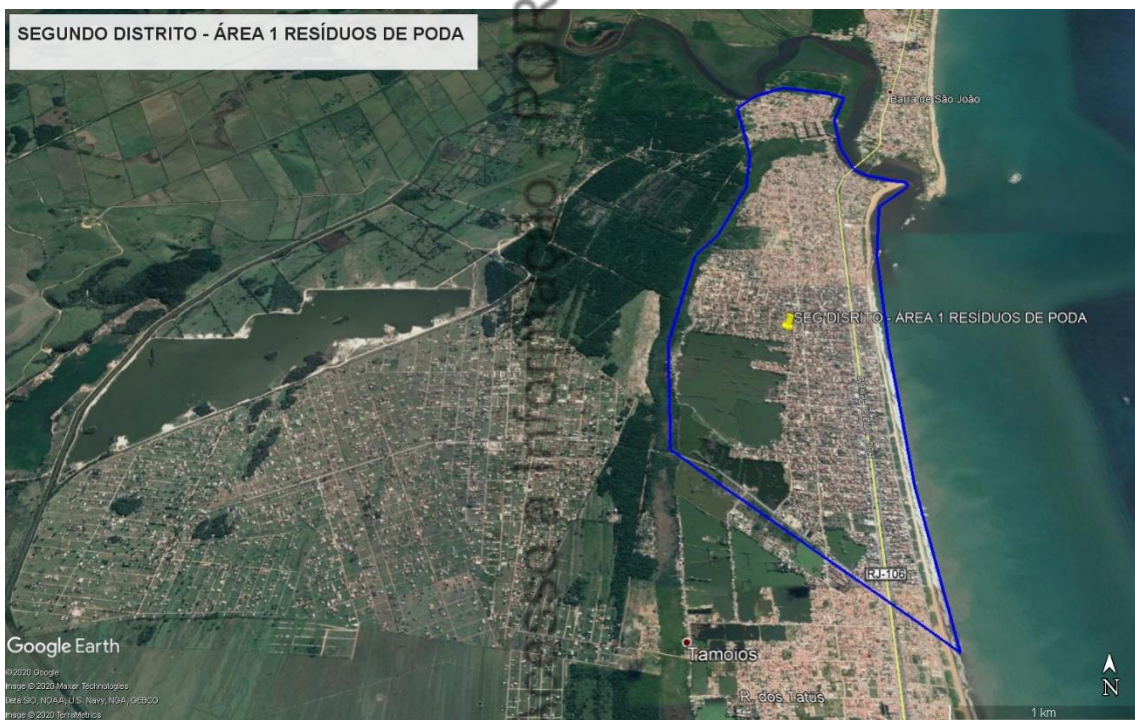 SEGUNDO DISTRITO - ÁREA 1 RESÍDUOS DE PODA
Barra de São João
SEG DISRITO - ÁREA 1 RESÍDUOS DE PODA
RJ-106
Tamoios
R. dos Tatus
Google Earth
©2020 Google
Image © 2020 Maxar Technologies
Data SIO, NOAA, U.S. Navy, NGA, GEBCO
Image © 2020 TerraMetrics
N
1 km